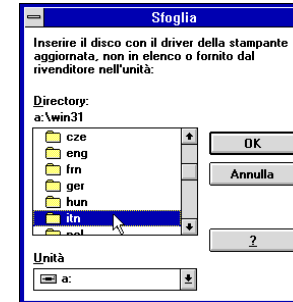 Sfoglia
Inserire il disco con il driver della stampante
aggiornata, non in elenco o fornito dal
rivenditore nell'unità:
Directory:
a:\win31
cze
eng
frn
ger
hun
itn
pol
OK
Annulla
?
Unità
a: